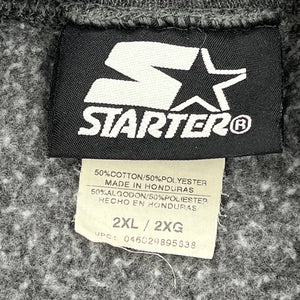 STARTER®
50%COTTON/50%POLYESTER
MADE IN HONDURAS
50%ALGODON/50%POLIESTER
HECHO EN HONDURAS
2XL / 2XG